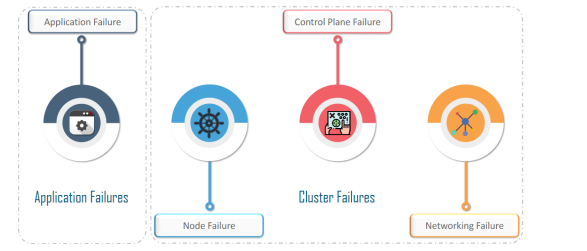 Application Failure
Control Plane Failure
Application Failures
Cluster Failures
Node Failure
Networking Failure